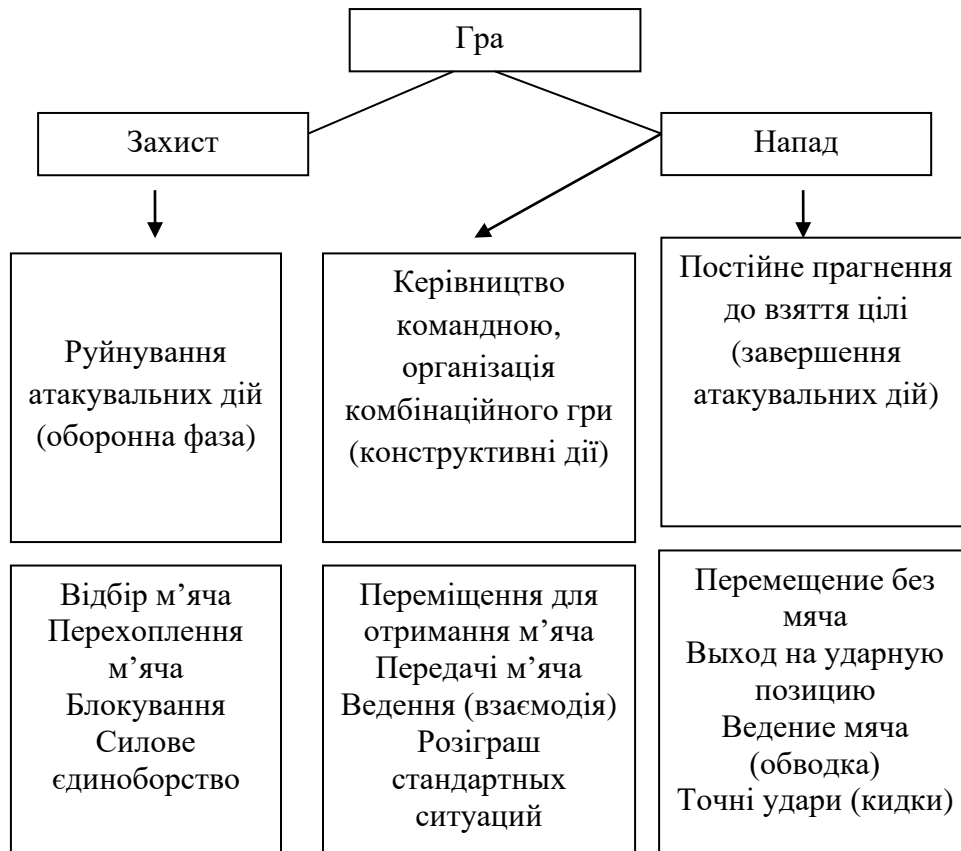 Гра
Захист
Напад
Руйнування
атакувальних дій
(оборонна фаза)
Керівництво
командною,
організація
комбінаційного гри
(конструктивні дії)
Постійне прагнення
до взяття цілі
(завершення
атакувальних дій)
Відбір м’яча
Перехоплення
м’яча
Блокування
Силове
єдиноборство
Переміщення для
отримання м’яча
Передачі м’яча
Ведення (взаємодія)
Розіграш
стандартных
ситуаций
Перемещение без
мяча
Выход на ударную
позицию
Ведение мяча
(обводка)
Точні удари (кидки)